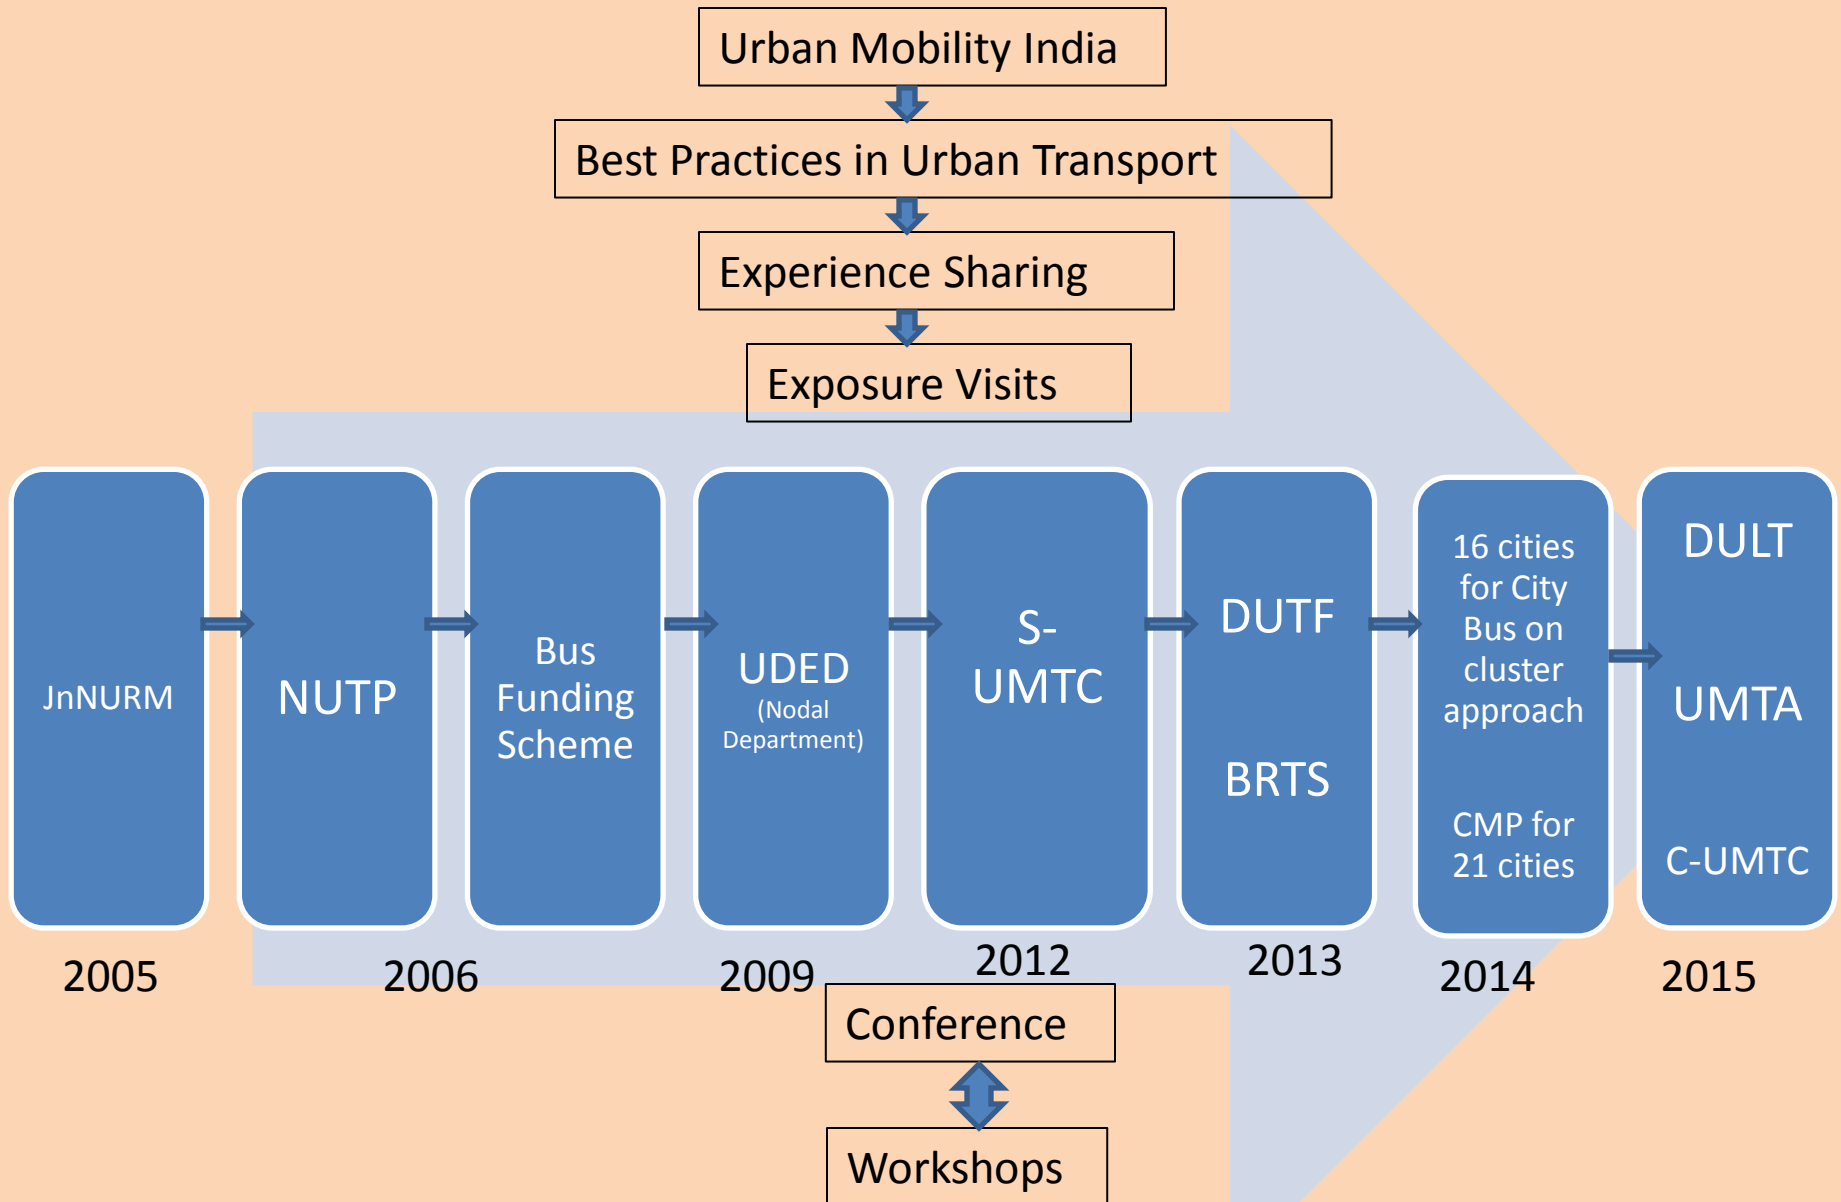 Urban Mobility India
Best Practices in Urban Transport
Experience Sharing
Exposure Visits
JnNURM
NUTP
Bus
Funding
Scheme
UDED
(Nodal
Department)
S-
UMTC
DUTF
BRTS
16 cities
for City
Bus on
cluster
approach
CMP for
21 cities
DULT
UMTA
C-UMTC
2005
2006
2009
2012
2013
2014
2015
Conference
Workshops